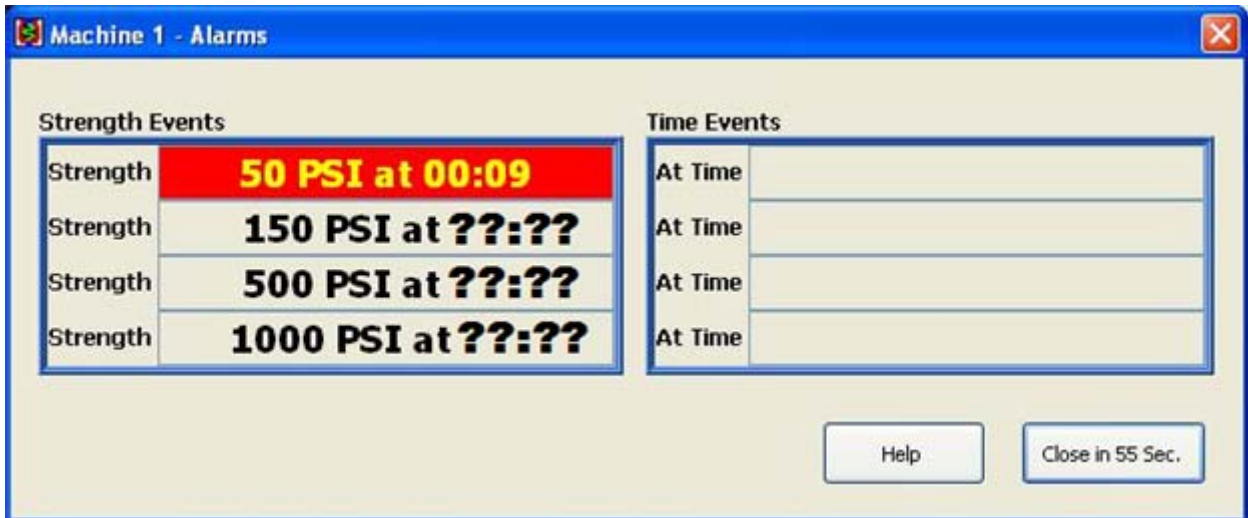 Machine 1 - Alarms
Strength Events
Strength 50 PSI at 00:09
Strength 150 PSI at ??:??
Strength 500 PSI at ??:??
Strength 1000 PSI at ??:??
Time Events
At Time
At Time
At Time
At Time
Help
Close in 55 Sec.